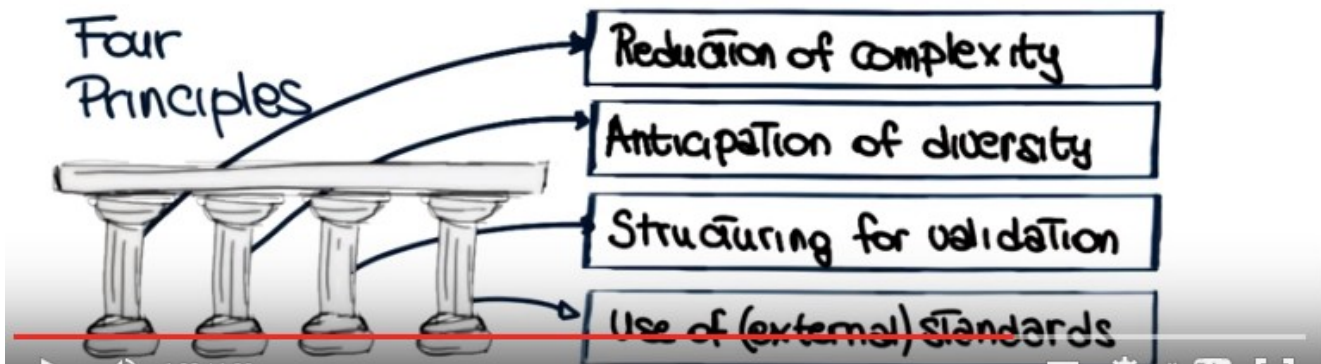 Four
Principles
Reduction of complexity
Anticipation of diversity
Structuring for validation
Use of (external) standards